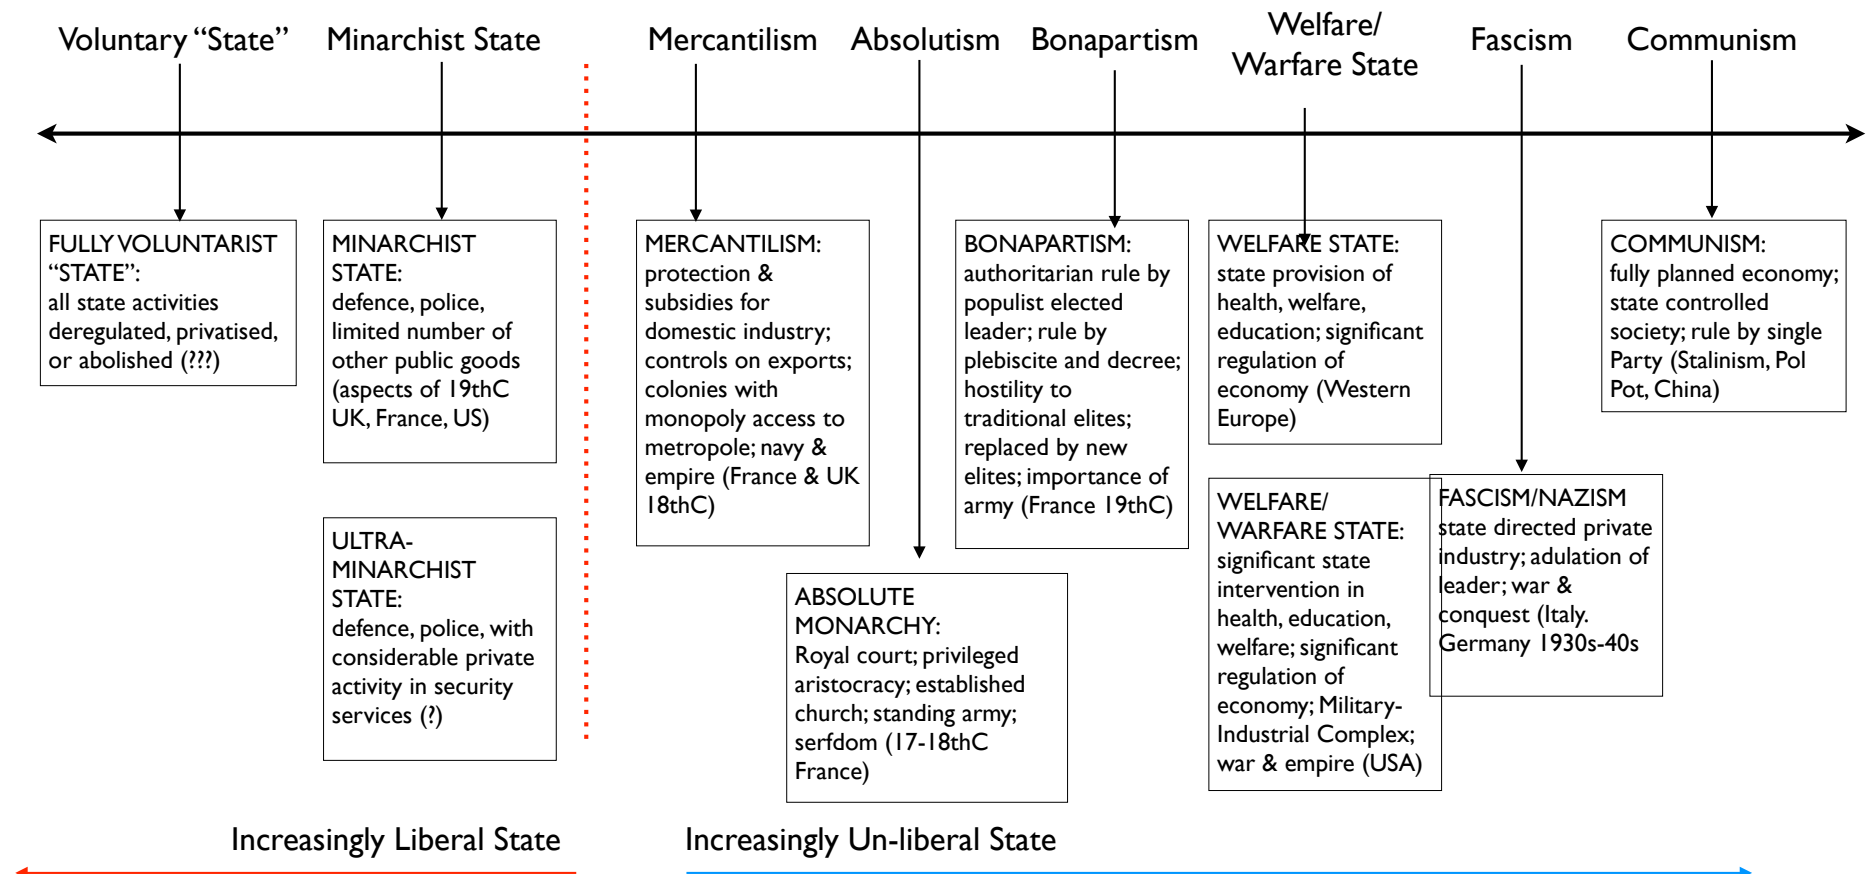 Voluntary “State”
Minarchist State
Mercantilism
Absolutism
Bonapartism
Welfare/
Warfare State
Fascism
Communism
FULLY VOLUNTARIST
“STATE”:
all state activities
deregulated, privatised,
or abolished (???)
MINARCHIST
STATE:
defence, police,
limited number of
other public goods
(aspects of 19thC
UK, France, US)
ULTRA-
MINARCHIST
STATE:
defence, police, with
considerable private
activity in security
services (?)
MERCANTILISM:
protection &
subsidies for
domestic industry;
controls on exports;
colonies with
monopoly access to
metropole; navy &
empire (France & UK
18thC)
ABSOLUTE
MONARCHY:
Royal court; privileged
aristocracy; established
church; standing army;
serfdom (17-18thC
France)
BONAPARTISM:
authoritarian rule by
populist elected
leader; rule by
plebiscite and decree;
hostility to
traditional elites;
replaced by new
elites; importance of
army (France 19thC)
WELFARE STATE:
state provision of
health, welfare,
education; significant
regulation of
economy (Western
Europe)
WELFARE/
WARFARE STATE:
significant state
intervention in
health, education,
welfare; significant
regulation of
economy; Military-
Industrial Complex;
war & empire (USA)
FASCISM/NAZISM
state directed private
industry; adulation of
leader; war &
conquest (Italy.
Germany 1930s-40s
COMMUNISM:
fully planned economy;
state controlled
society; rule by single
Party (Stalinism, Pol
Pot, China)
Increasingly Liberal State
Increasingly Un-liberal State